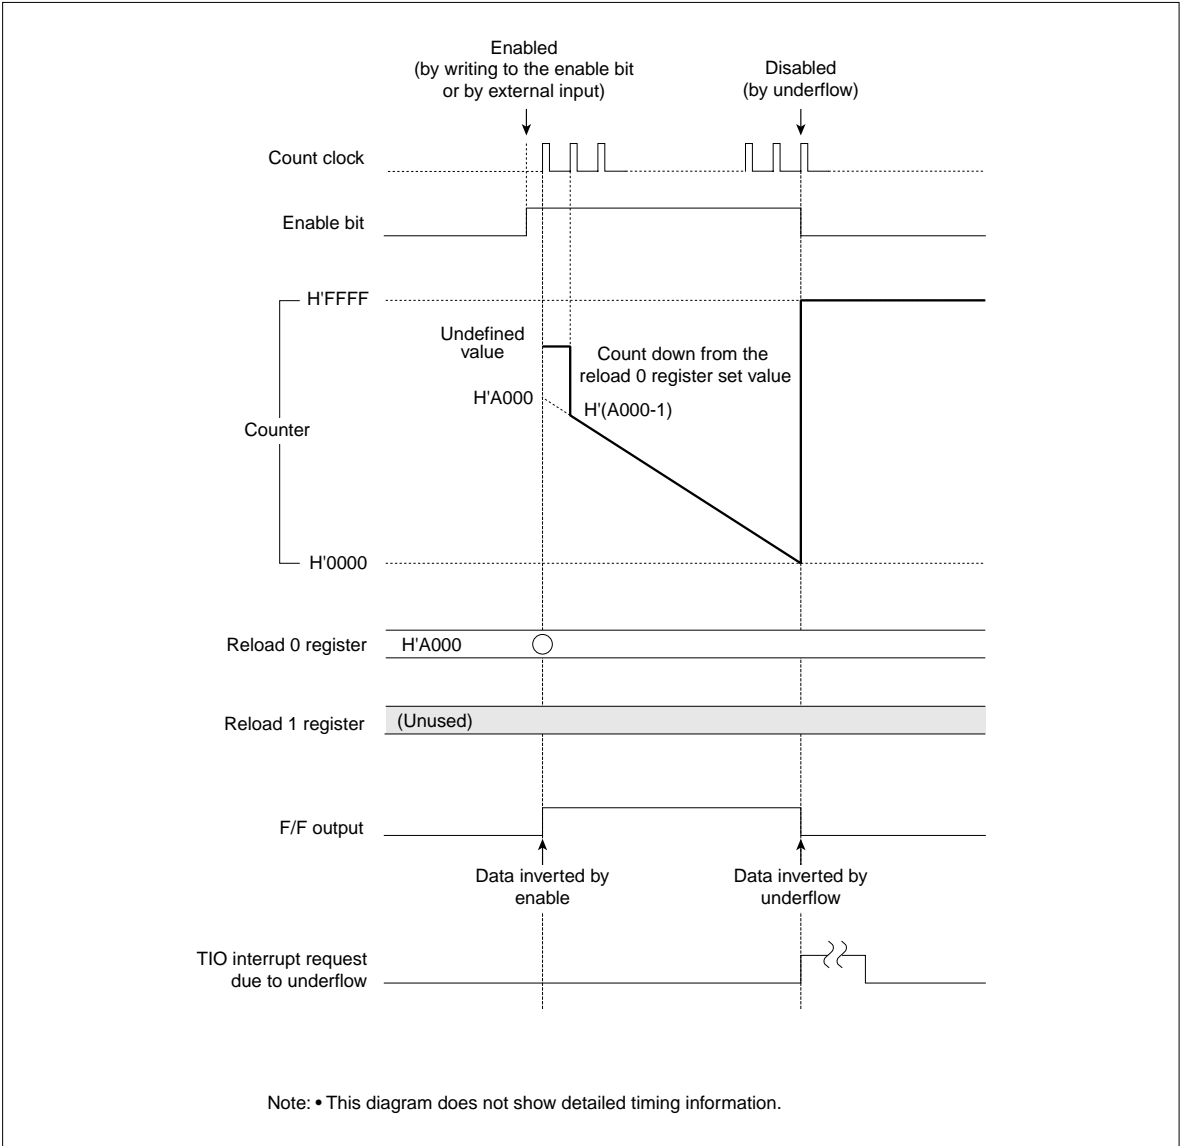 Enabled
(by writing to the enable bit
or by external input)
Disabled
(by underflow)
Count clock
Enable bit
H'FFFF
Undefined
value
Count down from the
reload 0 register set value
H'A000
H'(A000-1)
Counter
H'0000
Reload 0 register
H'A000
Reload 1 register
(Unused)
F/F output
Data inverted by
enable
Data inverted by
underflow
TIO interrupt request
due to underflow
Note: • This diagram does not show detailed timing information.